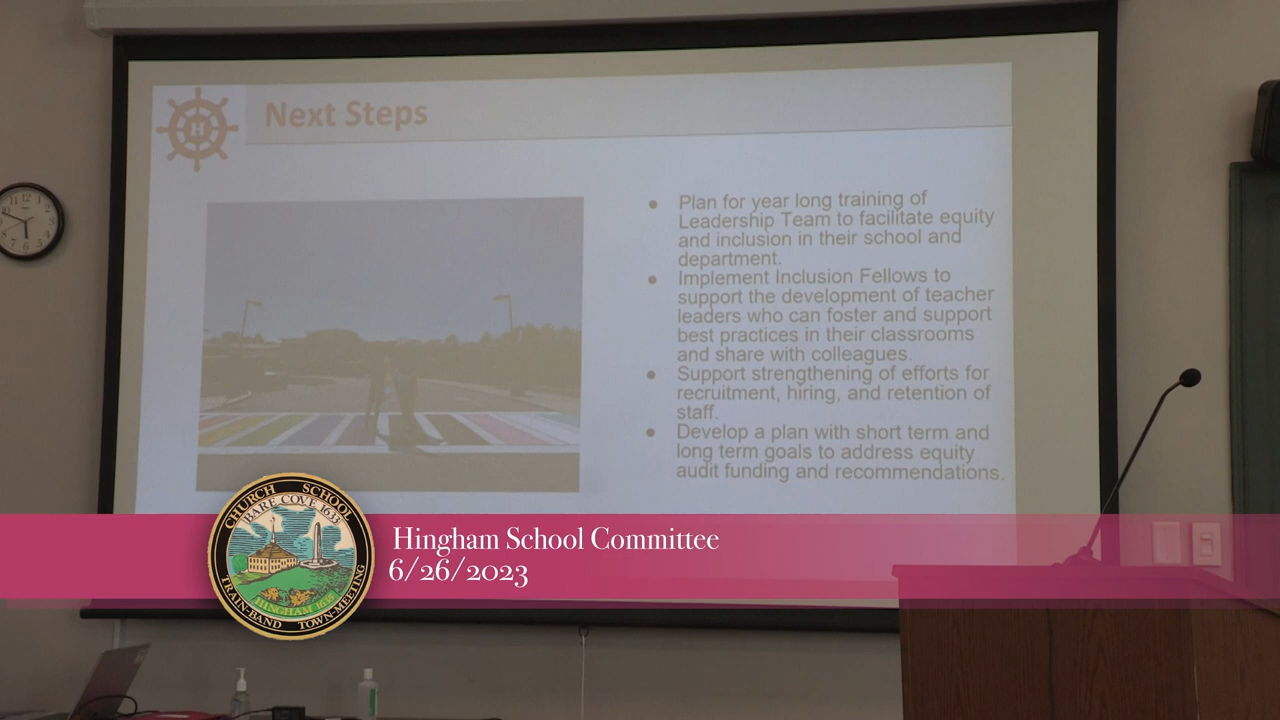 Next Steps
H
● Plan for year long training of
Leadership Team to facilitate equity
and inclusion in their school and
department.
● Implement Inclusion Fellows to
support the development of teacher
leaders who can foster and support
best practices in their classrooms
and share with colleagues.
● Support strengthening of efforts for
recruitment, hiring, and retention of
staff.
● Develop a plan with short term and
long term goals to address equity
audit funding and recommendations.
CHURCH SCHOOL
BARE COVE 1633
HINGHAM 1635
TRAIN-BAND TOWN-MEETING
Hingham School Committee
6/26/2023